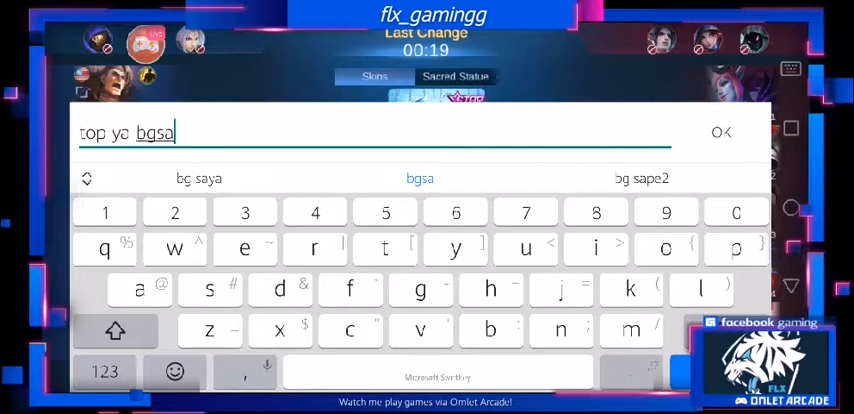 flx_gamingg
Live
Last Change
00:19
Skins
Sacred Statue
top ya bgsa
OK
bg saya
bgsa
bg sape2
1 2 3 4 5 6 7 8 9 0
q % w ^ e ~ r | t [ y ] u < i > o { p }
a @ s # d & f * g - h – j = k ( l )
z _ x $ c " v ' b : n ; m /
facebook gaming
123 , . ,!?
Microsoft SwiftKey
FLX
OMLET ARCADE
Watch me play games via Omlet Arcade!